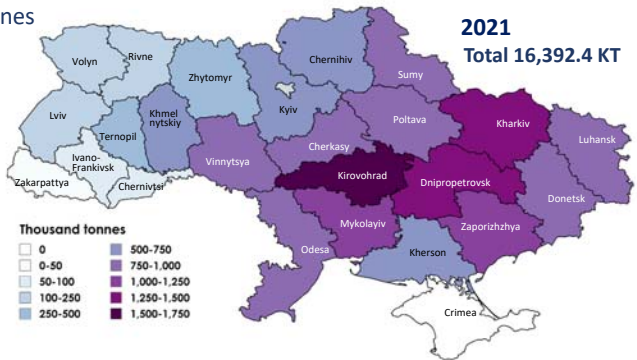 nes
2021
Total 16,392.4 KT
Volyn
Rivne
Zhytomyr
Chernihiv
Sumy
Kyiv
Lviv
Ternopil
Khmel
nytskiy
Poltava
Kharkiv
Luhansk
Ivano-
Frankivsk
Zakarpattya
Chernivtsi
Vinnytsya
Cherkasy
Kirovohrad
Dnipropetrovsk
Donetsk
Mykolayiv
Zaporizhzhya
Odesa
Kherson
Crimea
Thousand tonnes
0
0-50
50-100
100-250
250-500
500-750
750-1,000
1,000-1,250
1,250-1,500
1,500-1,750